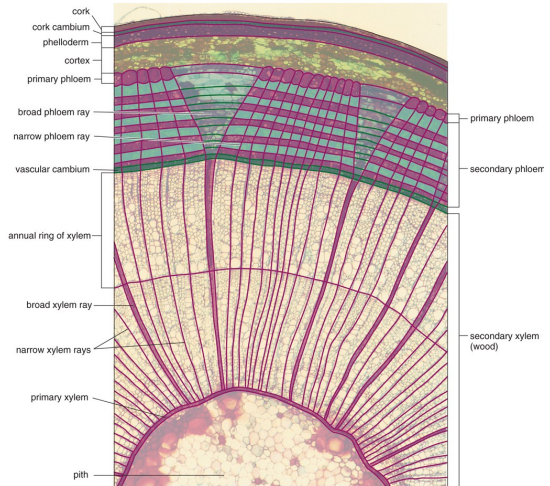 cork
cork cambium
phelloderm
cortex
primary phloem
broad phloem ray
narrow phloem ray
vascular cambium
annual ring of xylem
broad xylem ray
narrow xylem rays
primary xylem
pith
primary phloem
secondary phloem
secondary xylem
(wood)